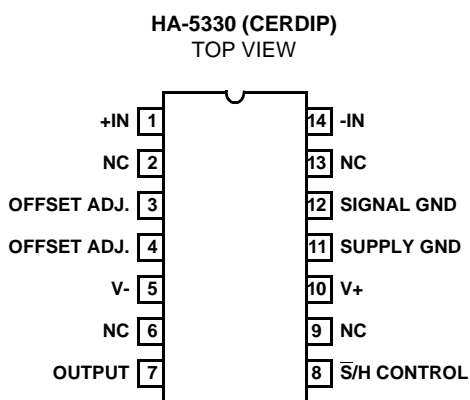 HA-5330 (CERDIP)
TOP VIEW
+IN 1 14 -IN
NC 2 13 NC
OFFSET ADJ. 3 12 SIGNAL GND
OFFSET ADJ. 4 11 SUPPLY GND
V- 5 10 V+
NC 6 9 NC
OUTPUT 7 8 S̅/H CONTROL